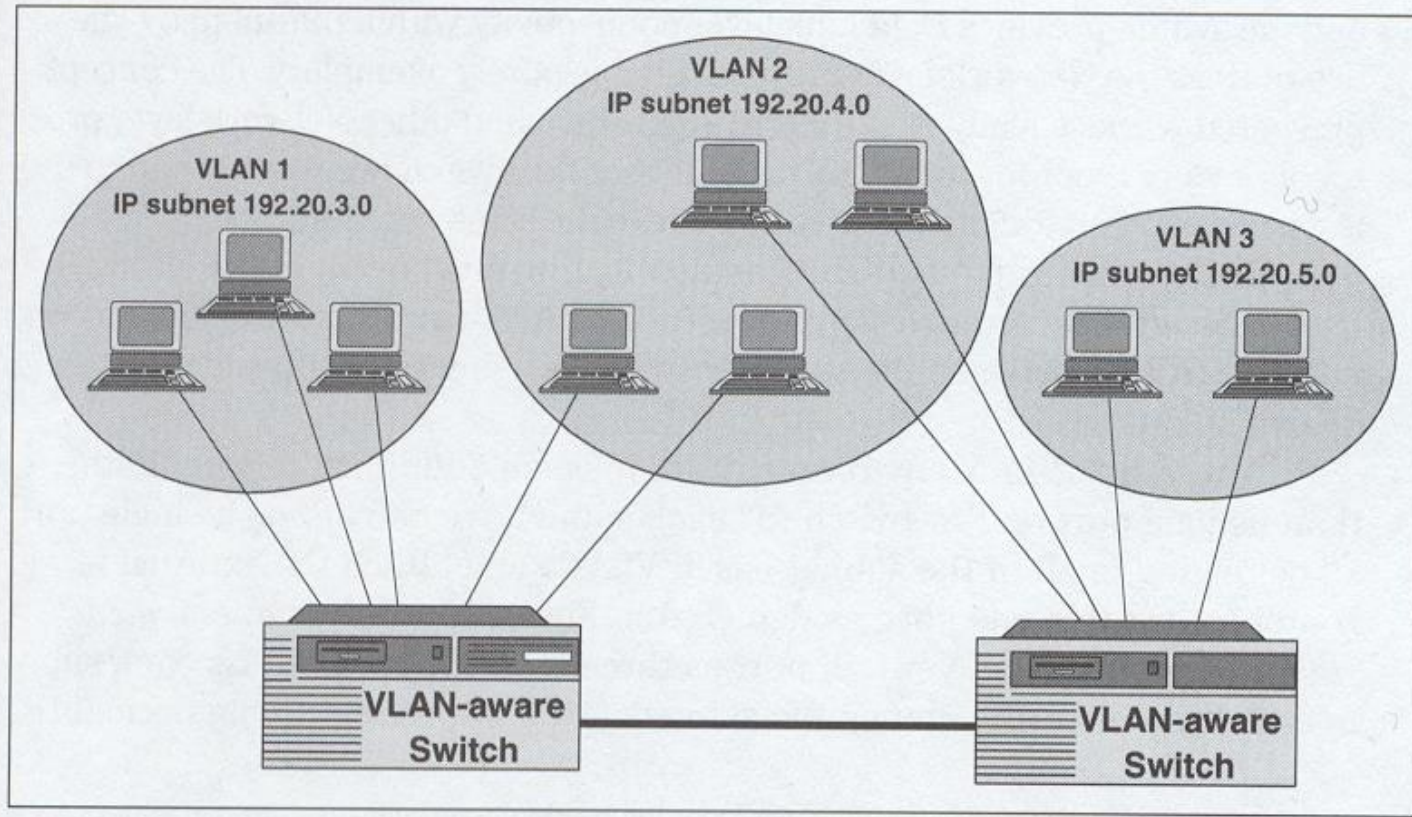 VLAN 1
IP subnet 192.20.3.0
VLAN 2
IP subnet 192.20.4.0
VLAN 3
IP subnet 192.20.5.0
VLAN-aware
Switch
VLAN-aware
Switch